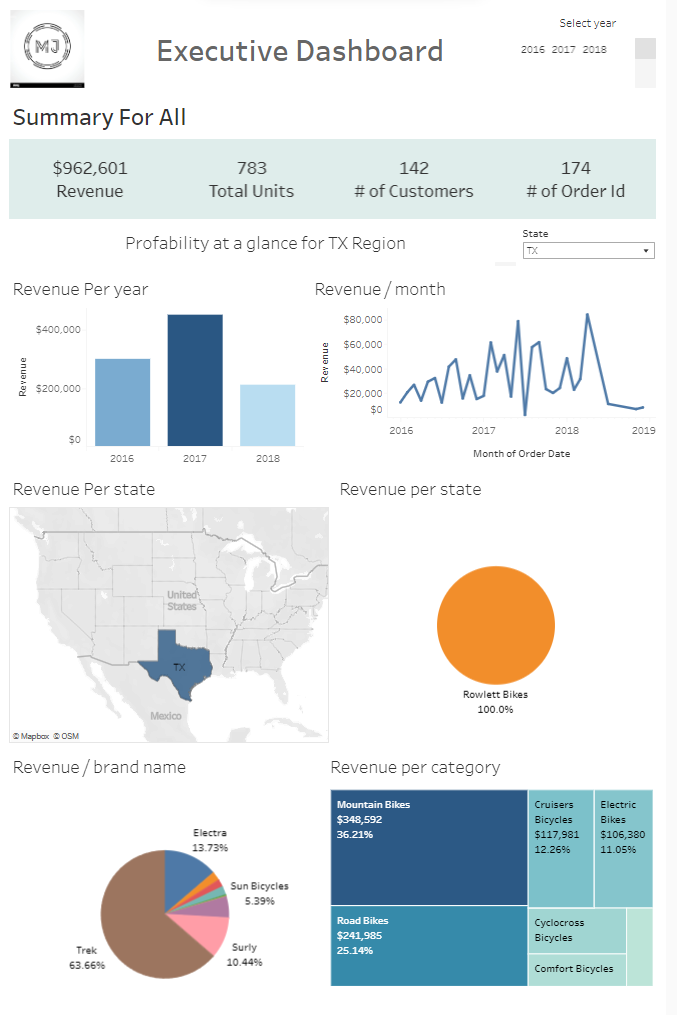 MJ
Executive Dashboard
Select year
2016 2017 2018
Summary For All
$962,601
Revenue
783
Total Units
142
# of Customers
174
# of Order Id
Profability at a glance for TX Region
State
TX
Revenue Per year
Revenue
$400,000
$200,000
$0
2016
2017
2018
Revenue / month
Revenue
$80,000
$60,000
$40,000
$20,000
$0
2016
2017
2018
2019
Month of Order Date
Revenue Per state
United
States
TX
Mexico
© Mapbox © OSM
Revenue per state
Rowlett Bikes
100.0%
Revenue / brand name
Electra
13.73%
Sun Bicycles
5.39%
Surly
10.44%
Trek
63.66%
Revenue per category
Mountain Bikes
$348,592
36.21%
Cruisers
Bicycles
$117,981
12.26%
Electric
Bikes
$106,380
11.05%
Road Bikes
$241,985
25.14%
Cyclocross
Bicycles
Comfort Bicycles